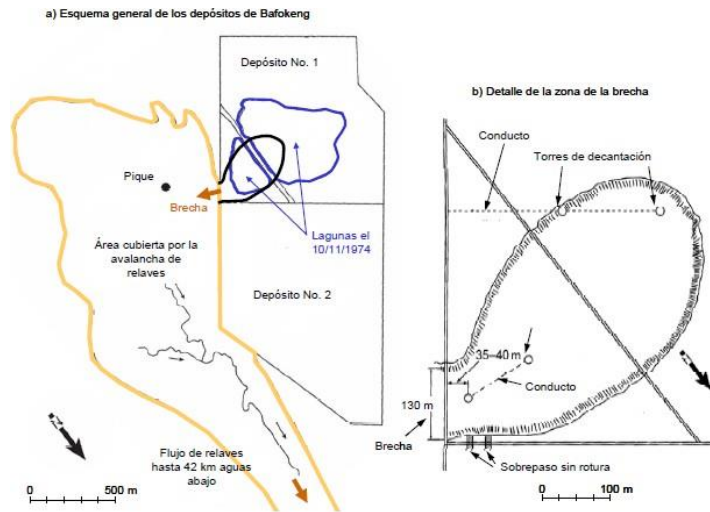 a) Esquema general de los depósitos de Bafokeng
Depósito No. 1
Pique
Brecha
Lagunas el
10/11/1974
Área cubierta por la
avalancha de
relaves
Depósito No. 2
Flujo de relaves
hasta 42 km aguas
abajo
N
0
500 m
b) Detalle de la zona de la brecha
Conducto
Torres de decantación
35–40 m
Conducto
130 m
Brecha
Sobrepaso sin rotura
N
0
100 m